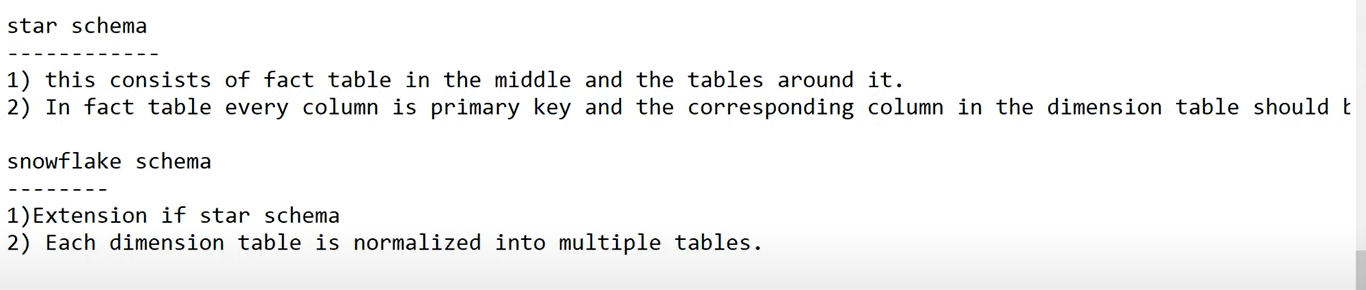 star schema
------------
1) this consists of fact table in the middle and the tables around it.
2) In fact table every column is primary key and the corresponding column in the dimension table should
snowflake schema
--------
1)Extension if star schema
2) Each dimension table is normalized into multiple tables.